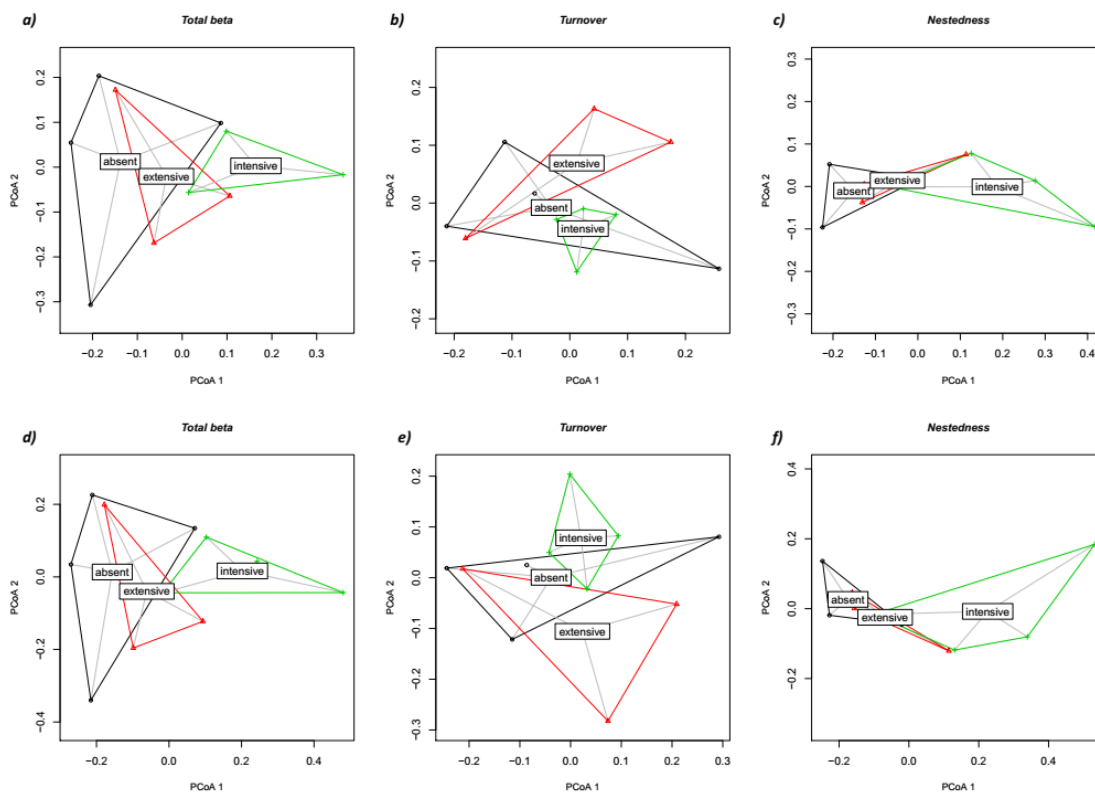 a) Total beta
b) Turnover
c) Nestedness
PCoA 2
0.2
0.1
0.0
−0.1
−0.2
−0.3
absent
extensive
intensive
−0.2 −0.1 0.0 0.1 0.2 0.3
PCoA 1
PCoA 2
0.2
0.1
0.0
−0.1
−0.2
extensive
absent
intensive
−0.2 −0.1 0.0 0.1 0.2
PCoA 1
PCoA 2
0.3
0.2
0.1
0.0
−0.1
−0.2
−0.3
extensive
absent
intensive
−0.2 −0.1 0.0 0.1 0.2 0.3 0.4
PCoA 1
d) Total beta
e) Turnover
f) Nestedness
PCoA 2
0.2
0.0
−0.2
−0.4
absent
intensive
extensive
−0.2 0.0 0.2 0.4
PCoA 1
PCoA 2
0.2
0.1
0.0
−0.1
−0.2
−0.3
intensive
absent
extensive
−0.2 −0.1 0.0 0.1 0.2 0.3
PCoA 1
PCoA 2
0.4
0.2
0.0
−0.2
absent
extensive
intensive
−0.2 0.0 0.2 0.4
PCoA 1